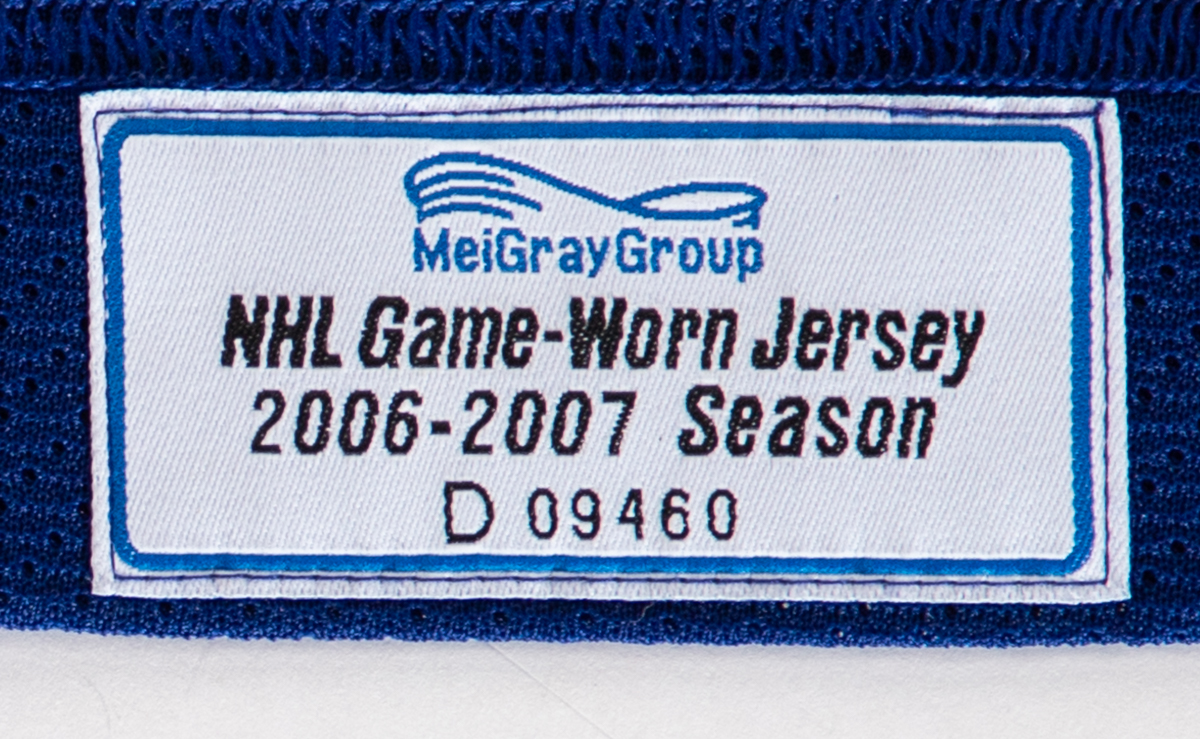 MeiGrayGroup
NHL Game-Worn Jersey
2006-2007 Season
D 09460